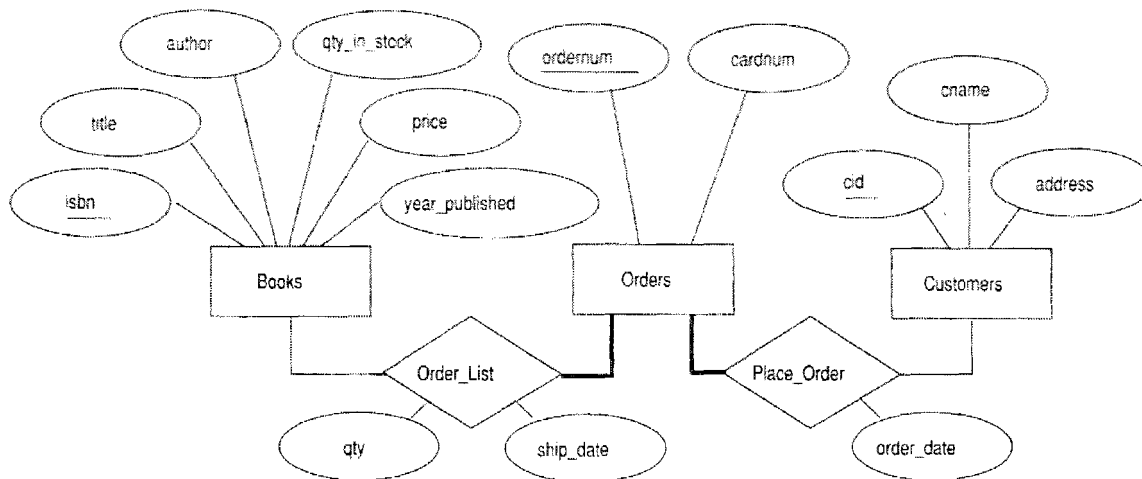 author
qty_in_stock
ordernum
cardnum
cname
title
price
cid
address
isbn
year_published
Books
Orders
Customers
Order_List
Place_Order
qty
ship_date
order_date